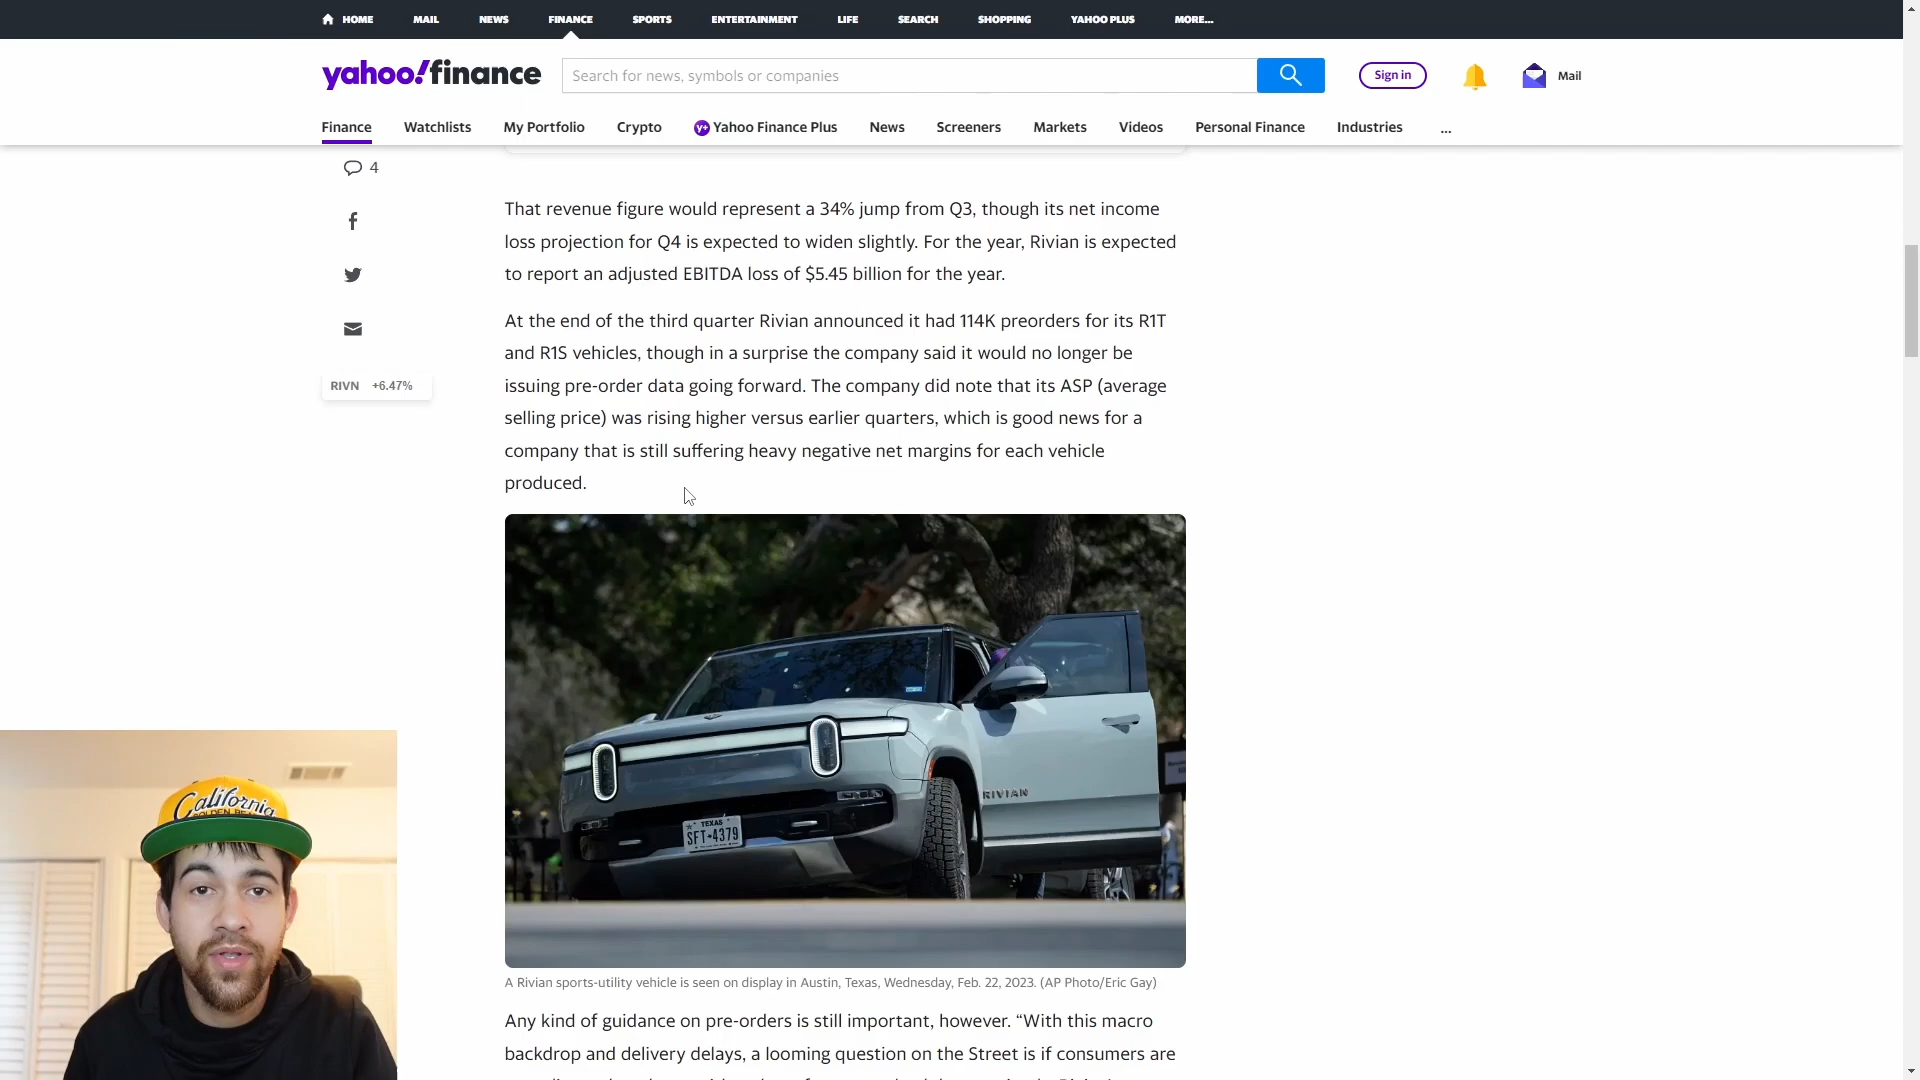 HOME MAIL NEWS FINANCE SPORTS ENTERTAINMENT LIFE SEARCH SHOPPING YAHOO PLUS MORE...
yahoo!finance
Search for news, symbols or companies
Sign in
Mail
Finance Watchlists My Portfolio Crypto y+ Yahoo Finance Plus News Screeners Markets Videos Personal Finance Industries ...
4
RIVN +6.47%
That revenue figure would represent a 34% jump from Q3, though its net income
loss projection for Q4 is expected to widen slightly. For the year, Rivian is expected
to report an adjusted EBITDA loss of $5.45 billion for the year.
At the end of the third quarter Rivian announced it had 114K preorders for its R1T
and R1S vehicles, though in a surprise the company said it would no longer be
issuing pre-order data going forward. The company did note that its ASP (average
selling price) was rising higher versus earlier quarters, which is good news for a
company that is still suffering heavy negative net margins for each vehicle
produced.
RIVIAN
TEXAS
SFT★4379
A Rivian sports-utility vehicle is seen on display in Austin, Texas, Wednesday, Feb. 22, 2023. (AP Photo/Eric Gay)
Any kind of guidance on pre-orders is still important, however. “With this macro
backdrop and delivery delays, a looming question on the Street is if consumers are
California
GOLDEN